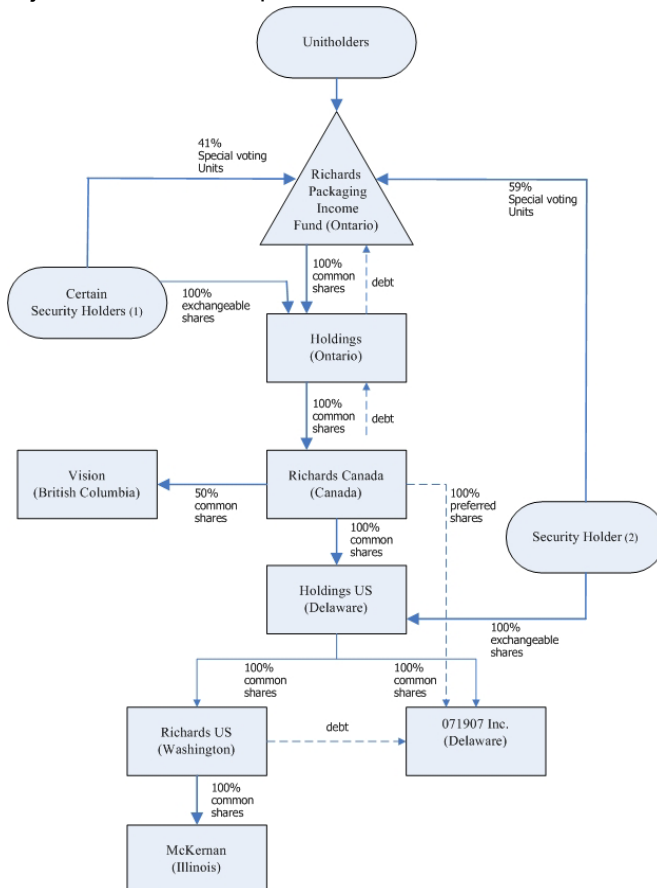 Unitholders
41%
Special voting
Units
Richards
Packaging
Income
Fund (Ontario)
59%
Special voting
Units
Certain
Security Holders (1)
100%
exchangeable
shares
100%
common
shares
debt
Holdings
(Ontario)
100%
common
shares
debt
Vision
(British Columbia)
50%
common
shares
Richards Canada
(Canada)
100%
preferred
shares
100%
common
shares
Security Holder (2)
Holdings US
(Delaware)
100%
exchangeable
shares
100%
common
shares
100%
common
shares
Richards US
(Washington)
debt
071907 Inc.
(Delaware)
100%
common
shares
McKernan
(Illinois)